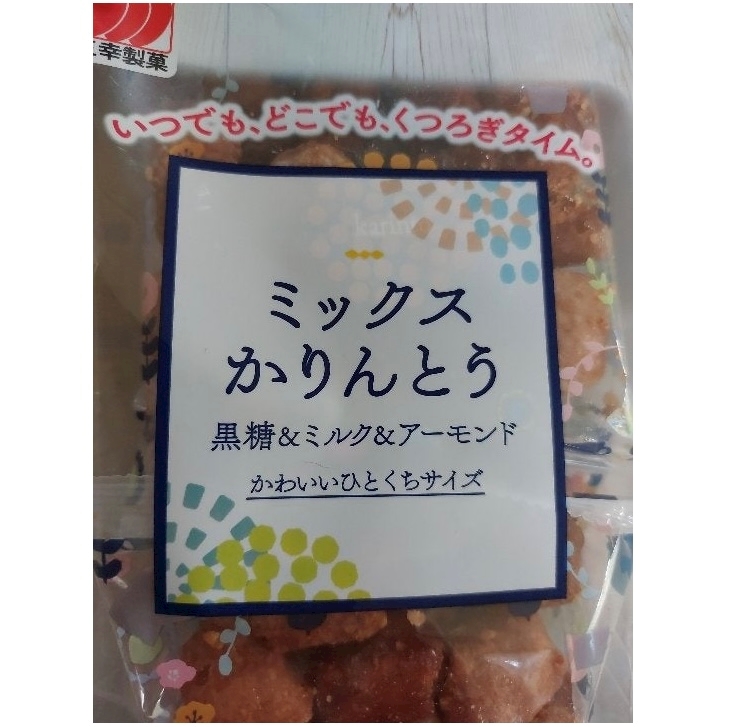 幸製菓
いつでも、どこでも、くつろぎタイム。
ミックス
かりんとう
黒糖&ミルク&アーモンド
かわいいひとくちサイズ